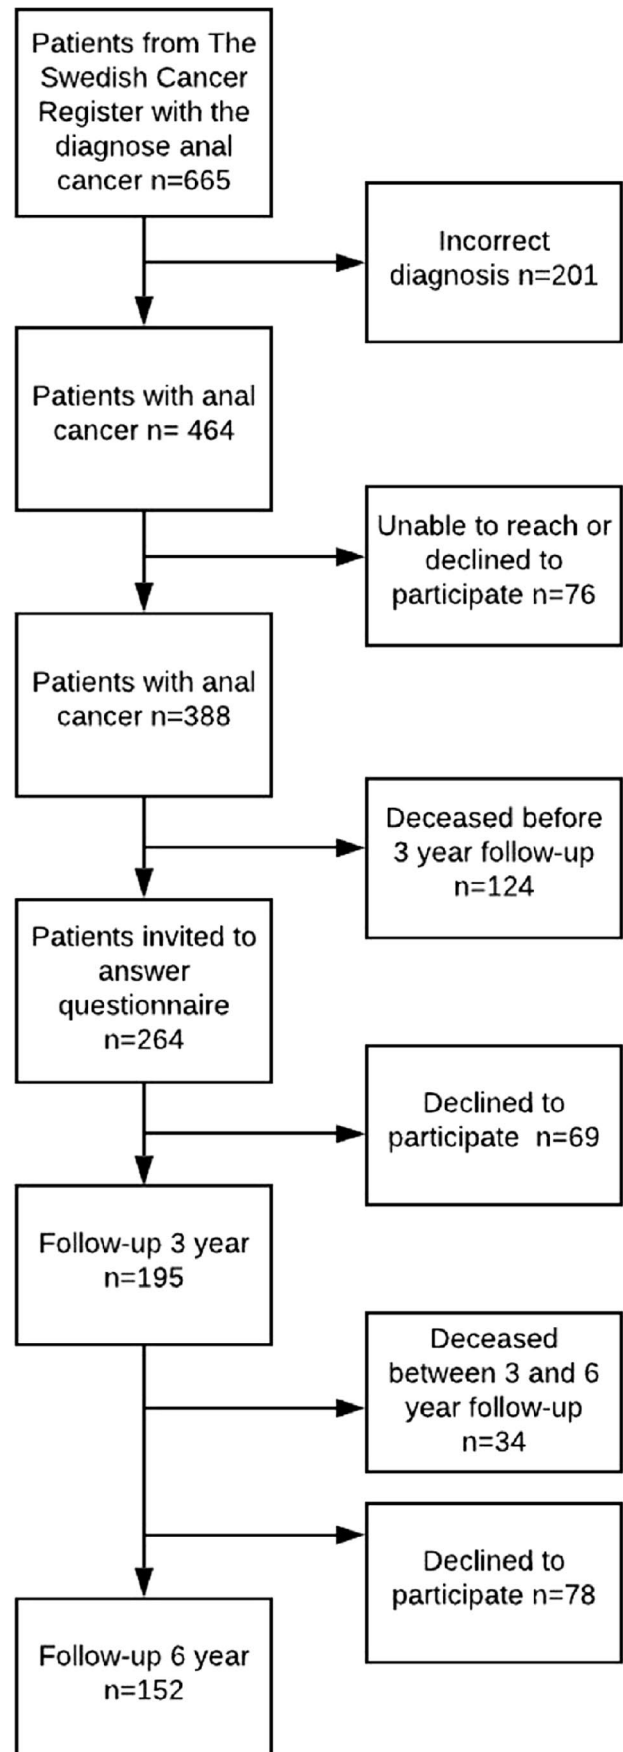 Patients from The
Swedish Cancer
Register with the
diagnose anal
cancer n=665
Incorrect
diagnosis n=201
Patients with anal
cancer n= 464
Unable to reach or
declined to
participate n=76
Patients with anal
cancer n=388
Deceased before
3 year follow-up
n=124
Patients invited to
answer
questionnaire
n=264
Declined to
participate  n=69
Follow-up 3 year
n=195
Deceased
between 3 and 6
year follow-up
n=34
Declined to
participate n=78
Follow-up 6 year
n=152